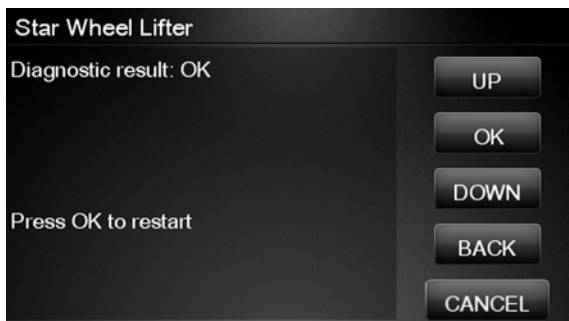 Star Wheel Lifter
Diagnostic result: OK
UP
OK
DOWN
Press OK to restart
BACK
CANCEL